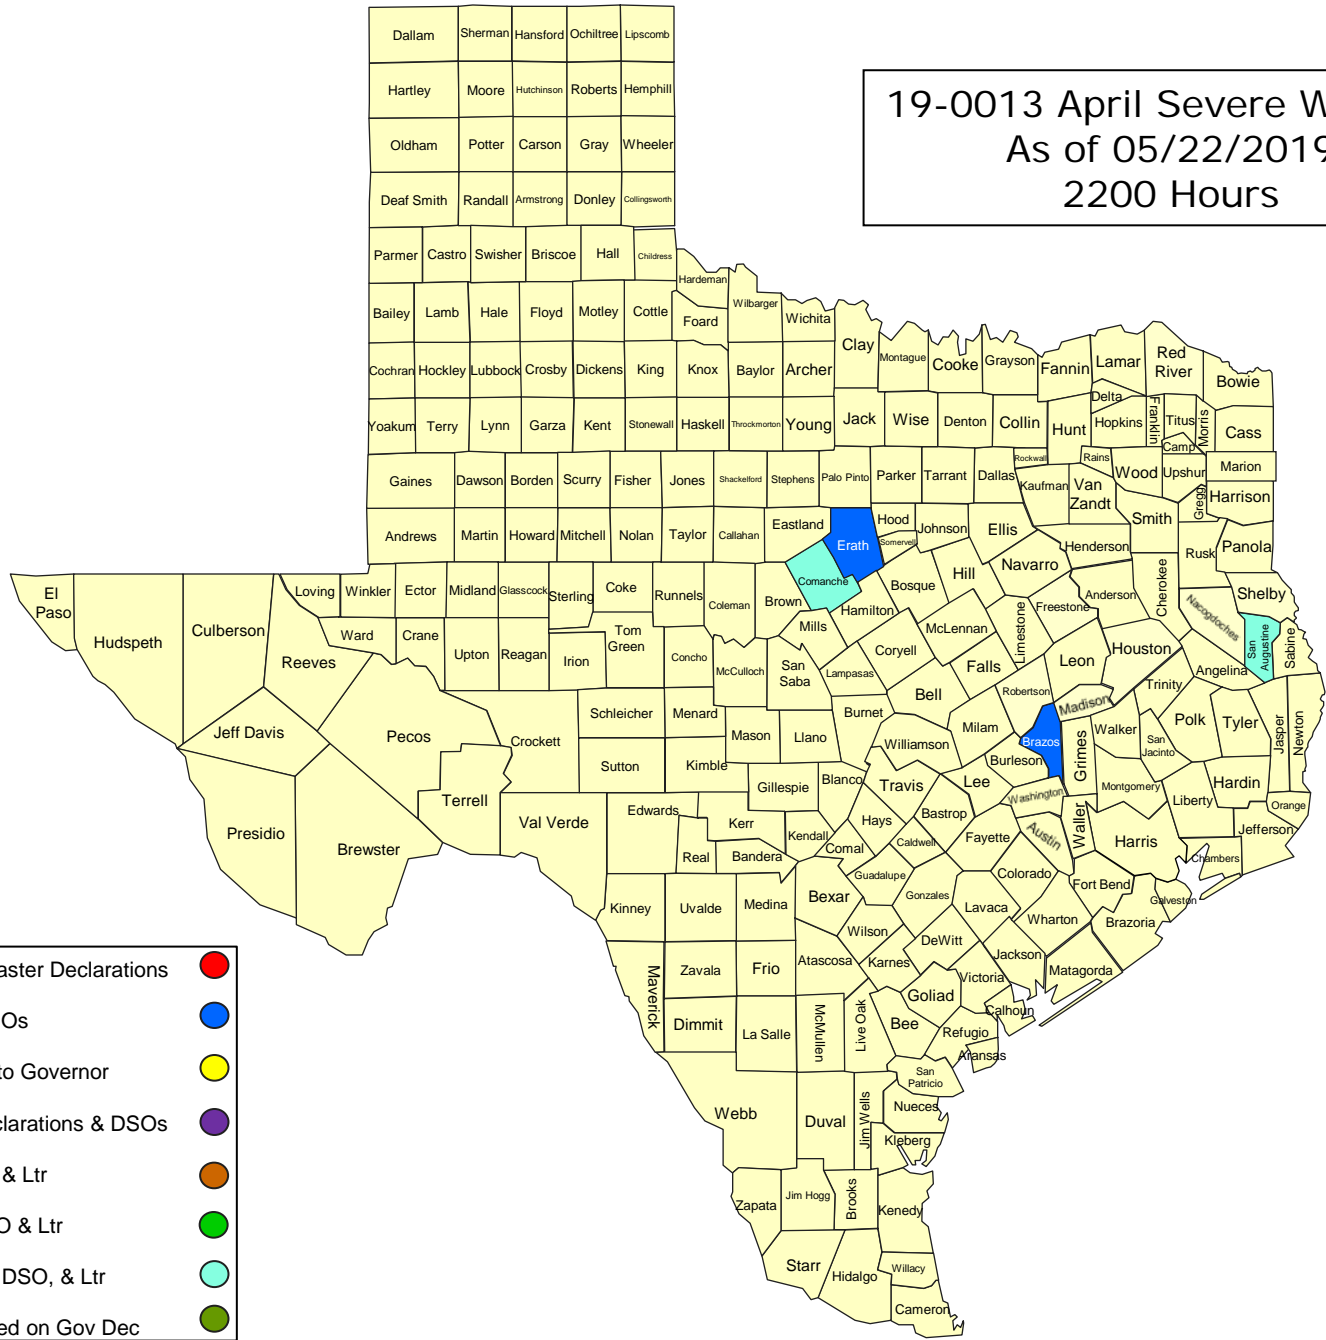 Dallam Sherman Hansford Ochiltree Lipscomb
Hartley Moore Hutchinson Roberts Hemphill
19-0013 April Severe W
As of 05/22/2019
2200 Hours
Oldham Potter Carson Gray Wheeler
Deaf Smith Randall Armstrong Donley Collingsworth
Parmer Castro Swisher Briscoe Hall Childress
Hardeman
Bailey Lamb Hale Floyd Motley Cottle Foard Wilbarger Wichita
Clay Montague Cooke Grayson Fannin Lamar Red
River Bowie
Cochran Hockley Lubbock Crosby Dickens King Knox Baylor Archer
Delta
Yoakum Terry Lynn Garza Kent Stonewall Haskell Throckmorton Young Jack Wise Denton Collin Hunt Hopkins Franklin Titus Morris Cass
Camp
Rockwall Rains
Gaines Dawson Borden Scurry Fisher Jones Shackelford Stephens Palo Pinto Parker Tarrant Dallas Kaufman Van
Zandt Wood Upshur Marion
Gregg Harrison
Andrews Martin Howard Mitchell Nolan Taylor Callahan Eastland Erath Hood Somervell Johnson Ellis Henderson Smith Rusk Panola
El
Paso Hudspeth Culberson Loving Winkler Ector Midland Glasscock Sterling Coke Runnels Coleman Brown Comanche Hamilton Bosque Hill Navarro Freestone Anderson Cherokee Nacogdoches Shelby
Reeves Ward Crane Upton Reagan Irion Tom
Green Concho McCulloch San
Saba Mills Lampasas Coryell McLennan Limestone Falls Leon Houston Angelina San
Augustine Sabine
Jeff Davis Pecos Crockett Schleicher Menard Mason Llano Burnet Bell Milam Robertson Madison Trinity
Brazos Walker San
Jacinto Polk Tyler Jasper Newton
Terrell Sutton Kimble Gillespie Blanco Williamson Burleson Grimes
Presidio Brewster Val Verde Edwards Kerr Kendall Travis Lee Washington Montgomery Liberty Hardin Orange
Real Bandera Comal Hays Bastrop Caldwell Fayette Austin Waller Harris Jefferson
Chambers
Kinney Uvalde Medina Bexar Guadalupe Gonzales Lavaca Colorado Fort Bend Galveston
Wilson Wharton Brazoria
Maverick Zavala Frio Atascosa Karnes DeWitt Jackson Matagorda
Victoria
Dimmit La Salle McMullen Live Oak Bee Goliad Calhoun
Refugio
Aransas
San
Patricio
Webb Duval Jim Wells Nueces
Kleberg
Zapata Jim Hogg Brooks Kenedy
Starr Hidalgo Willacy
Cameron
aster Declarations
Os
to Governor
clarations & DSOs
& Ltr
O & Ltr
DSO, & Ltr
ed on Gov Dec